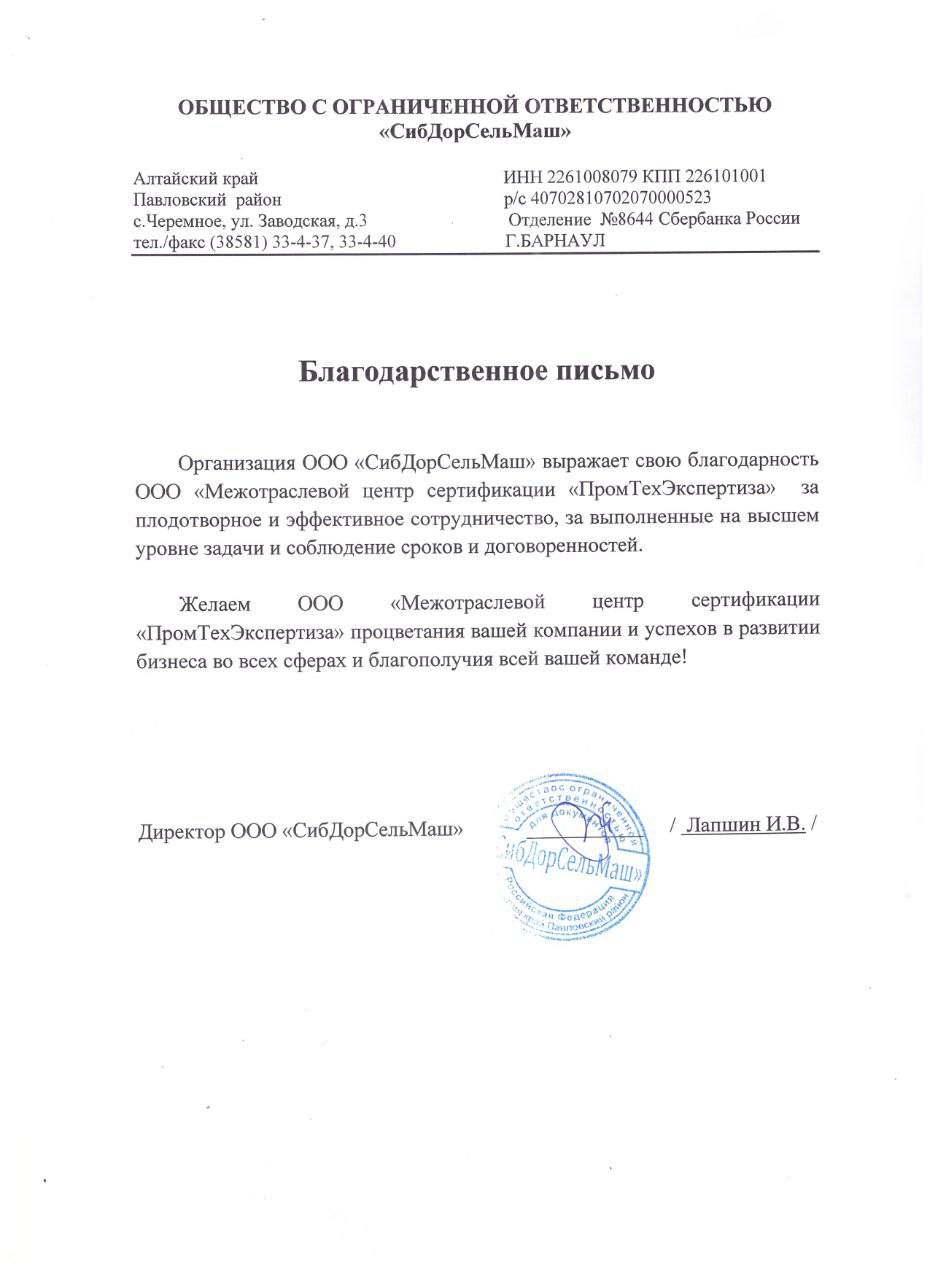 ОБЩЕСТВО С ОГРАНИЧЕННОЙ ОТВЕТСТВЕННОСТЬЮ
«СибДорСельМаш»
Алтайский край
Павловский район
с.Черемное, ул. Заводская, д.3
тел./факс (38581) 33-4-37, 33-4-40
ИНН 2261008079 КПП 226101001
р/с 40702810702070000523
Отделение №8644 Сбербанка России
Г.БАРНАУЛ
Благодарственное письмо
Организация ООО «СибДорСельМаш» выражает свою благодарность
ООО «Межотраслевой центр сертификации «ПромТехЭкспертиза» за
плодотворное и эффективное сотрудничество, за выполненные на высшем
уровне задачи и соблюдение сроков и договоренностей.
Желаем ООО «Межотраслевой центр сертификации
«ПромТехЭкспертиза» процветания вашей компании и успехов в развитии
бизнеса во всех сферах и благополучия всей вашей команде!
Директор ООО «СибДорСельМаш» / Лапшин И.В. /
ограниченной
ответственностью
для документов
ибДорСельМаш»
Российская Федерация
край Павловский район